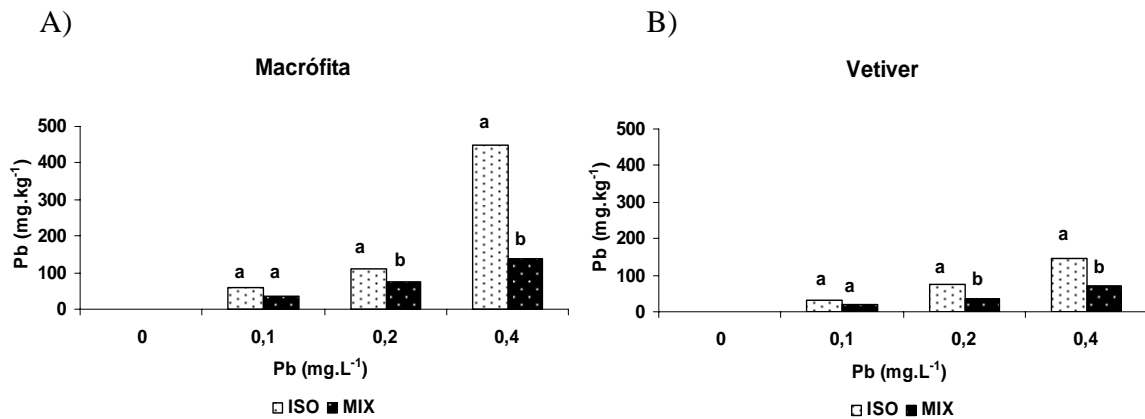 A)
Macrófita
500
400
300
200
100
0
Pb (mg.kg⁻¹)
a a
a b
a b
0 0,1 0,2 0,4
Pb (mg.L⁻¹)
ISO MIX
B)
Vetiver
500
400
300
200
100
0
Pb (mg.kg⁻¹)
a a
a b
a b
0 0,1 0,2 0,4
Pb (mg.L⁻¹)
ISO MIX